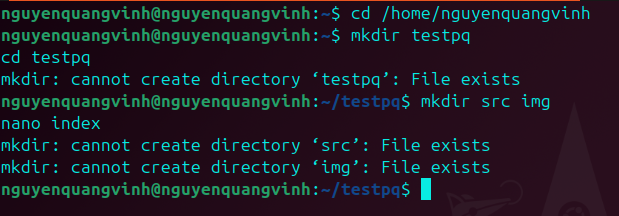 nguyenquangvinh@nguyenquangvinh:~$ cd /home/nguyenquangvinh
nguyenquangvinh@nguyenquangvinh:~$ mkdir testpq
cd testpq
mkdir: cannot create directory ‘testpq’: File exists
nguyenquangvinh@nguyenquangvinh:~/testpq$ mkdir src img
nano index
mkdir: cannot create directory ‘src’: File exists
mkdir: cannot create directory ‘img’: File exists
nguyenquangvinh@nguyenquangvinh:~/testpq$